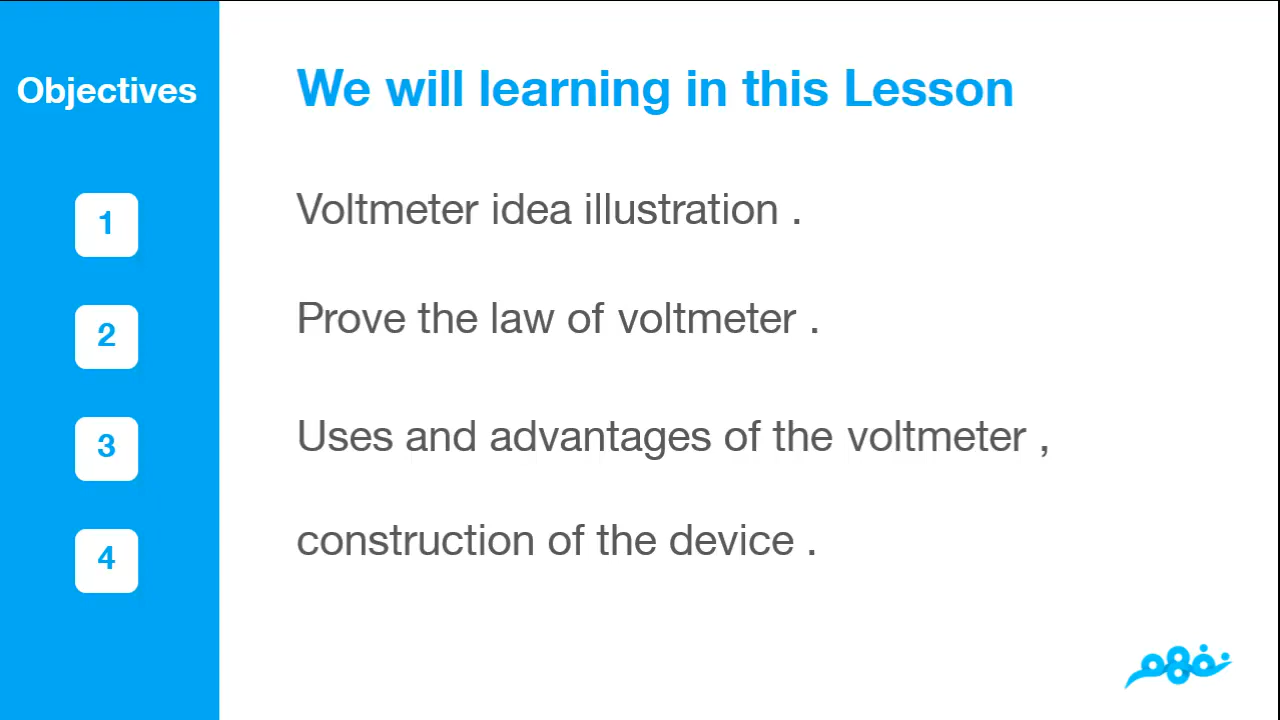 Objectives
We will learning in this Lesson
1
Voltmeter idea illustration .
2
Prove the law of voltmeter .
3
Uses and advantages of the voltmeter ,
4
construction of the device .
نفهم